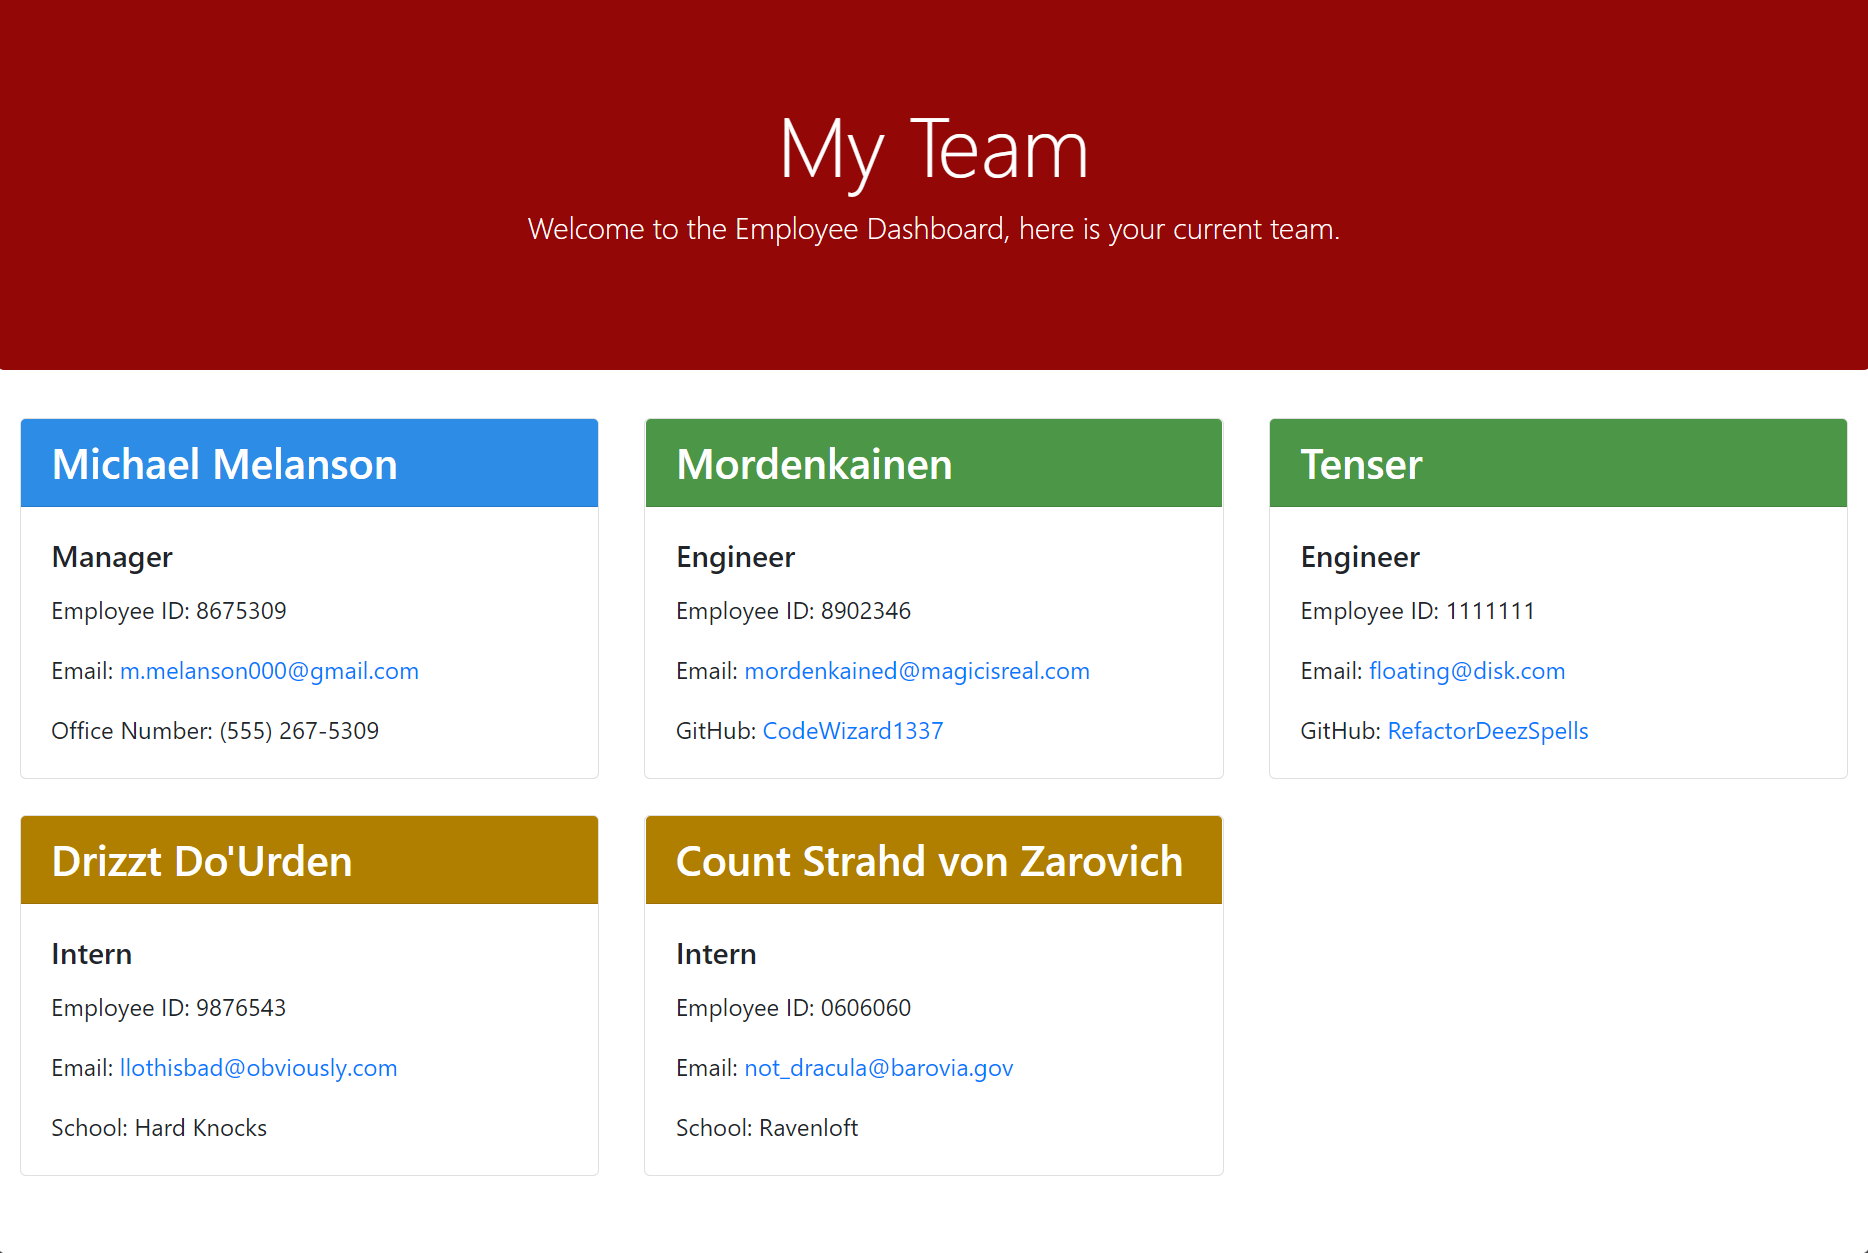 My Team
Welcome to the Employee Dashboard, here is your current team.
Michael Melanson
Manager
Employee ID: 8675309
Email: m.melanson000@gmail.com
Office Number: (555) 267-5309
Mordenkainen
Engineer
Employee ID: 8902346
Email: mordenkained@magicisreal.com
GitHub: CodeWizard1337
Tenser
Engineer
Employee ID: 1111111
Email: floating@disk.com
GitHub: RefactorDeezSpells
Drizzt Do'Urden
Intern
Employee ID: 9876543
Email: llothisbad@obviously.com
School: Hard Knocks
Count Strahd von Zarovich
Intern
Employee ID: 0606060
Email: not_dracula@barovia.gov
School: Ravenloft